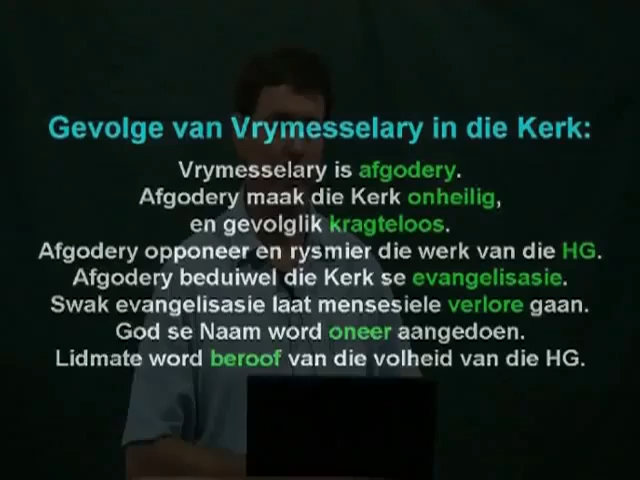 Gevolge van Vrymesselary in die Kerk:
Vrymesselary is afgodery.
Afgodery maak die Kerk onheilig,
en gevolglik kragteloos.
Afgodery opponeer en rysmier die werk van die HG.
Afgodery beduiwel die Kerk se evangelisasie.
Swak evangelisasie laat mensesiele verlore gaan.
God se Naam word oneer aangedoen.
Lidmate word beroof van die volheid van die HG.